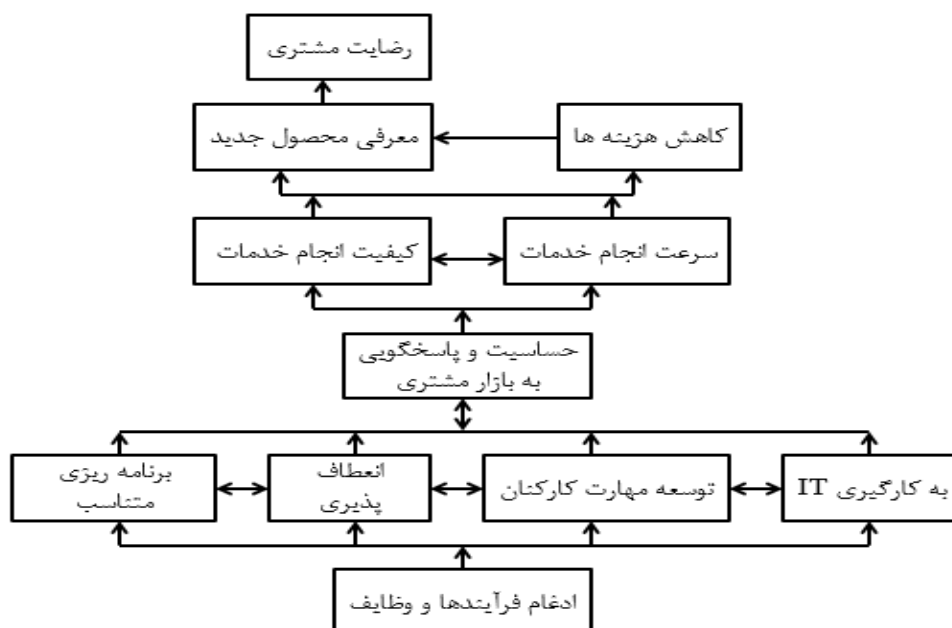 رضایت مشتری
کاهش هزینه ها
معرفی محصول جدید
سرعت انجام خدمات
کیفیت انجام خدمات
حساسیت و پاسخگویی
به بازار مشتری
به کارگیری IT
توسعه مهارت کارکنان
انعطاف
پذیری
برنامه ریزی
متناسب
ادغام فرآیندها و وظایف